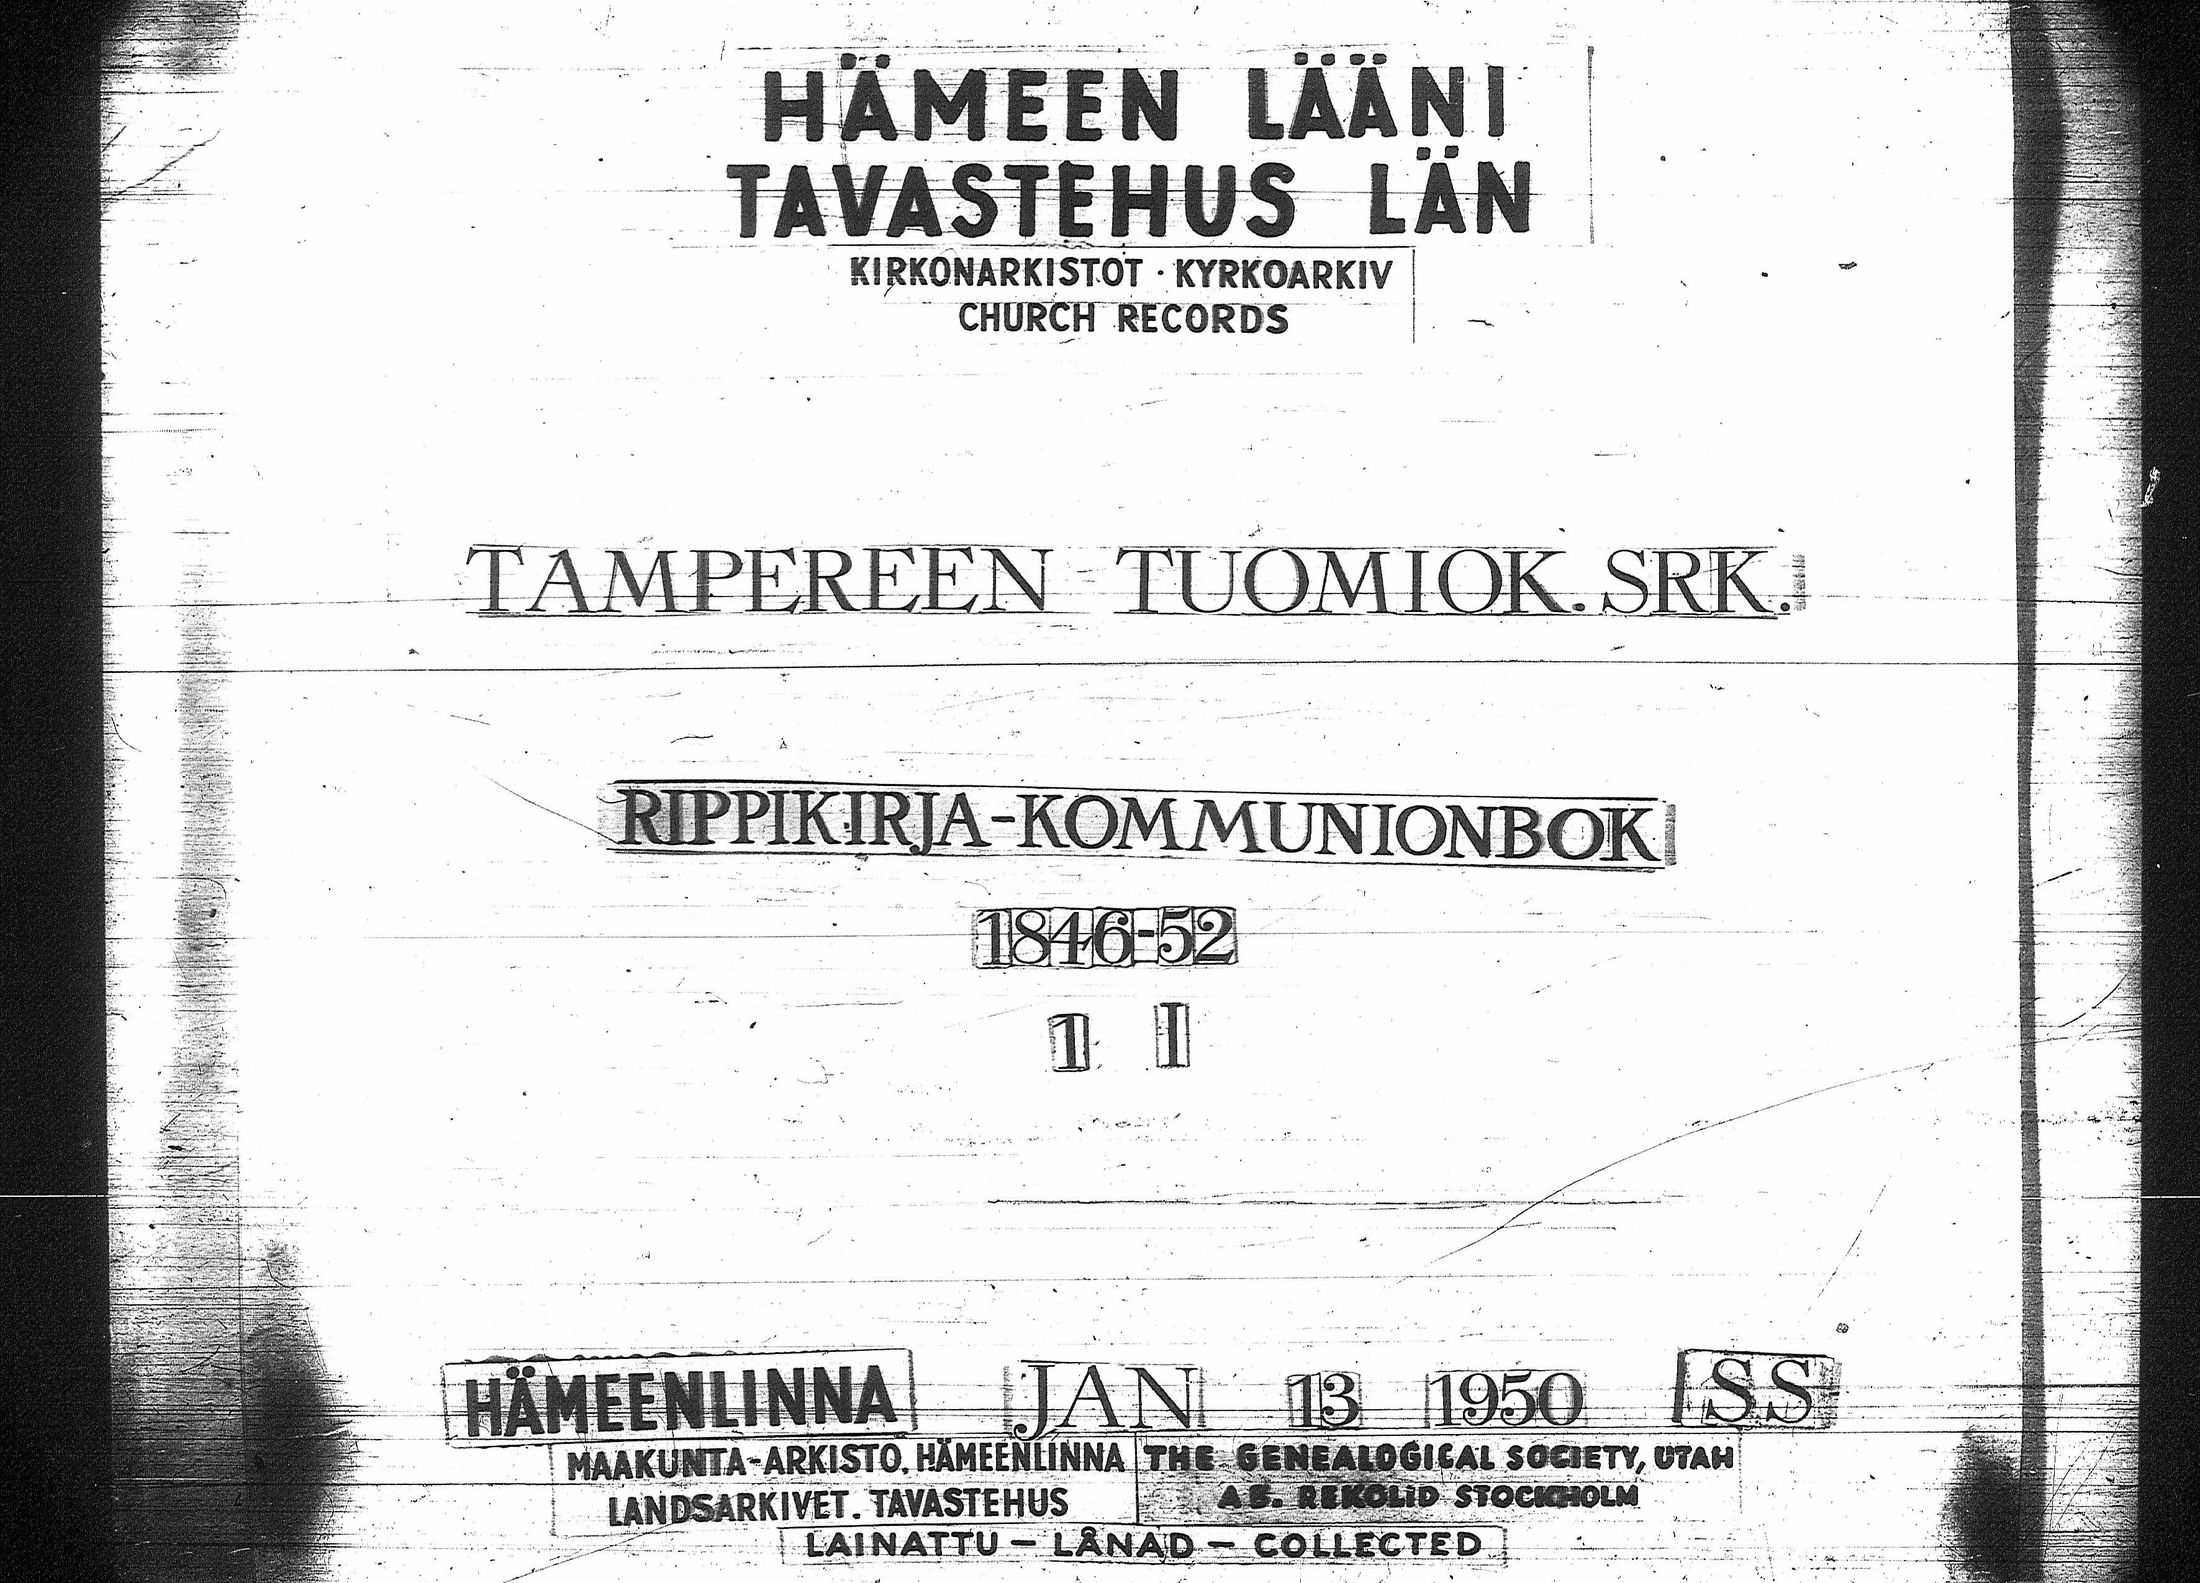 HÄMEEN LÄÄNI
TAVASTEHUS LÄN
KIRKONARKISTOT · KYRKOARKIV
CHURCH RECORDS
TAMPEREEN TUOMIOK. SRK.
RIPPIKIRJA-KOMMUNIONBOK
1846-52
1 I
HÄMEENLINNA JAN 13 1950 SS
MAAKUNTA-ARKISTO, HÄMEENLINNA
LANDSARKIVET. TAVASTEHUS
THE GENEALOGICAL SOCIETY, UTAH
AB. REKOLID STOCKHOLM
LAINATTU – LÅNAD – COLLECTED